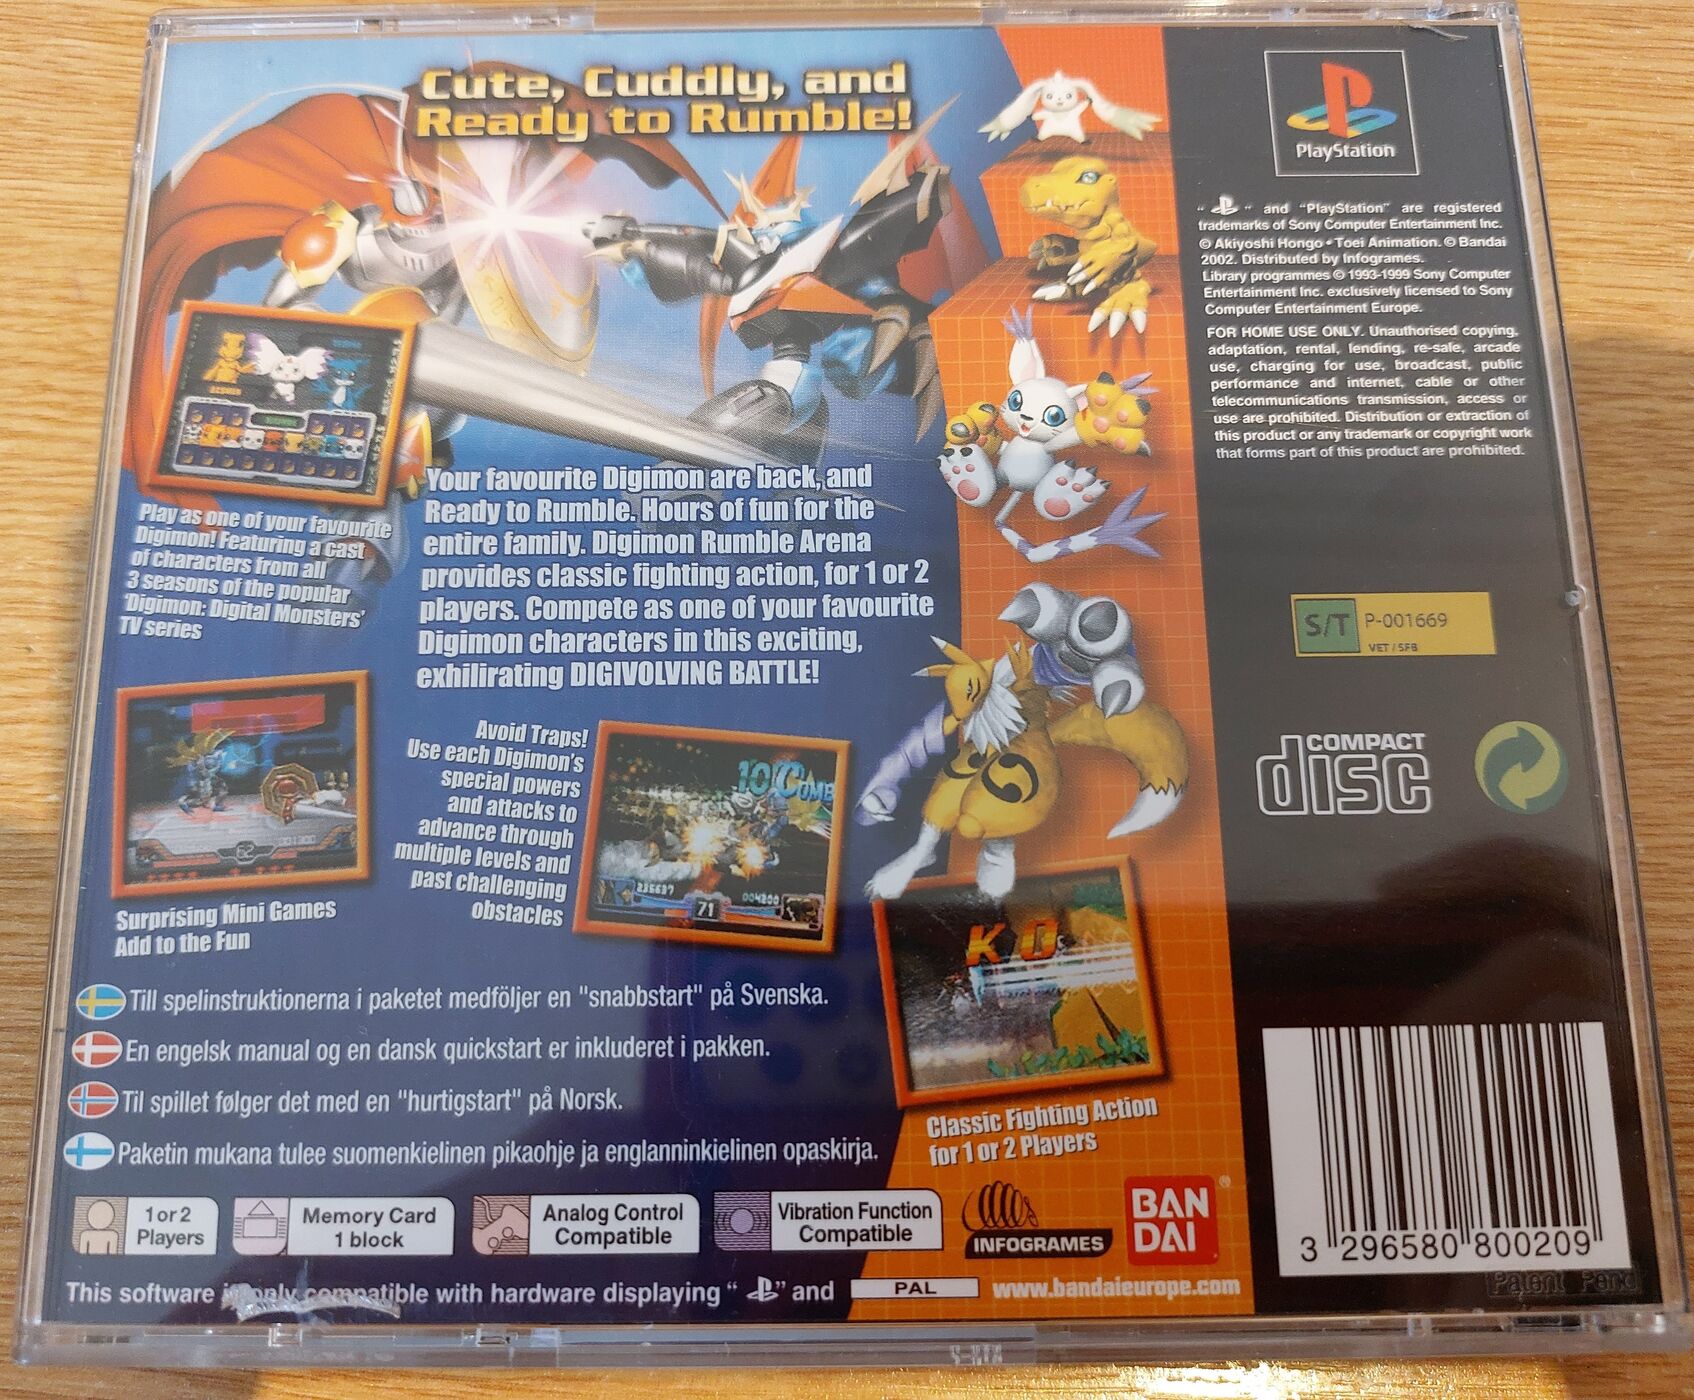 Cute, Cuddly, and
Ready to Rumble!
PlayStation
" " and "PlayStation" are registered
trademarks of Sony Computer Entertainment Inc.
© Akiyoshi Hongo • Toei Animation. © Bandai
2002. Distributed by Infogrames.
Library programmes © 1993-1999 Sony Computer
Entertainment Inc. exclusively licensed to Sony
Computer Entertainment Europe.
FOR HOME USE ONLY. Unauthorised copying,
adaptation, rental, lending, re-sale, arcade
use, charging for use, broadcast, public
performance and internet, cable or other
telecommunications transmission, access or
use are prohibited. Distribution or extraction of
this product or any trademark or copyright work
that forms part of this product are prohibited.
Play as one of your favourite
Digimon! Featuring a cast
of characters from all
3 seasons of the popular
'Digimon: Digital Monsters'
TV series
Your favourite Digimon are back, and
Ready to Rumble. Hours of fun for the
entire family. Digimon Rumble Arena
provides classic fighting action, for 1 or 2
players. Compete as one of your favourite
Digimon characters in this exciting,
exhilirating DIGIVOLVING BATTLE!
S/T P-001669
VET / SFB
Avoid Traps!
Use each Digimon's
special powers
and attacks to
advance through
multiple levels and
past challenging
obstacles
10 COMB
71
004200
COMPACT
disc
Surprising Mini Games
Add to the Fun
K.O.
Till spelinstruktionerna i paketet medföljer en "snabbstart" på Svenska.
En engelsk manual og en dansk quickstart er inkluderet i pakken.
Til spillet følger det med en "hurtigstart" på Norsk.
Paketin mukana tulee suomenkielinen pikaohje ja englanninkielinen opaskirja.
Classic Fighting Action
for 1 or 2 Players
1 or 2
Players
Memory Card
1 block
Analog Control
Compatible
Vibration Function
Compatible
INFOGRAMES
BAN
DAI
®
3 296580 800209
This software is only compatible with hardware displaying " " and PAL
www.bandaieurope.com
Patent Pend